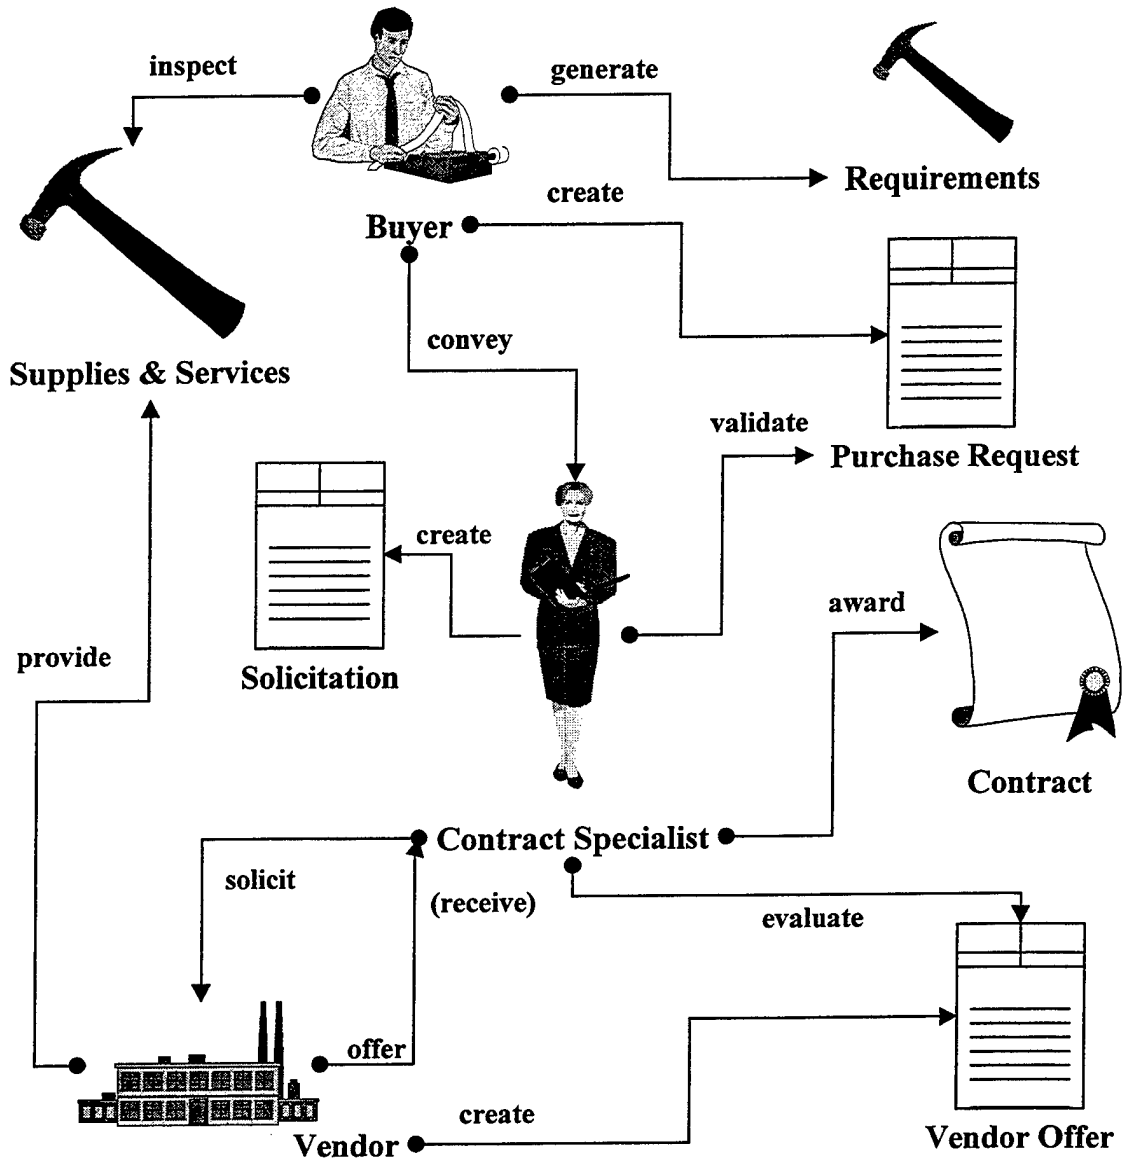 inspect
generate
Requirements
create
Buyer
convey
Supplies & Services
validate
Purchase Request
create
award
provide
Solicitation
Contract
Contract Specialist
solicit
(receive)
evaluate
offer
create
Vendor
Vendor Offer